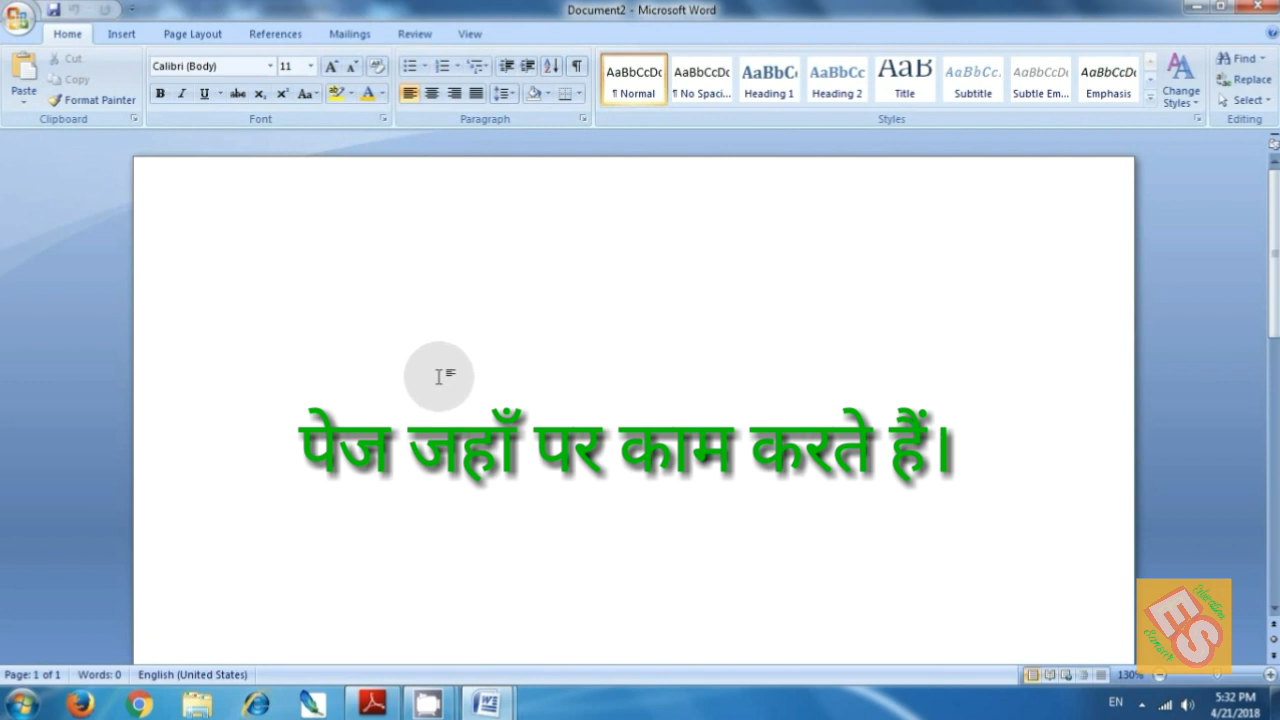 Document2 - Microsoft Word
Home Insert Page Layout References Mailings Review View
Cut
Copy
Format Painter
Paste
Clipboard
Calibri (Body) 11
Font
Paragraph
AaBbCcDc AaBbCcDc AaBbC AaBbCc AaB AaBbCc. AaBbCcDc AaBbCcDc
¶ Normal ¶ No Spaci... Heading 1 Heading 2 Title Subtitle Subtle Em... Emphasis
Change Styles
Styles
Find
Replace
Select
Editing
पेज जहाँ पर काम करते हैं।
Education
ES
Scanner
Page: 1 of 1 Words: 0 English (United States) 130%
EN 5:32 PM
4/21/2018